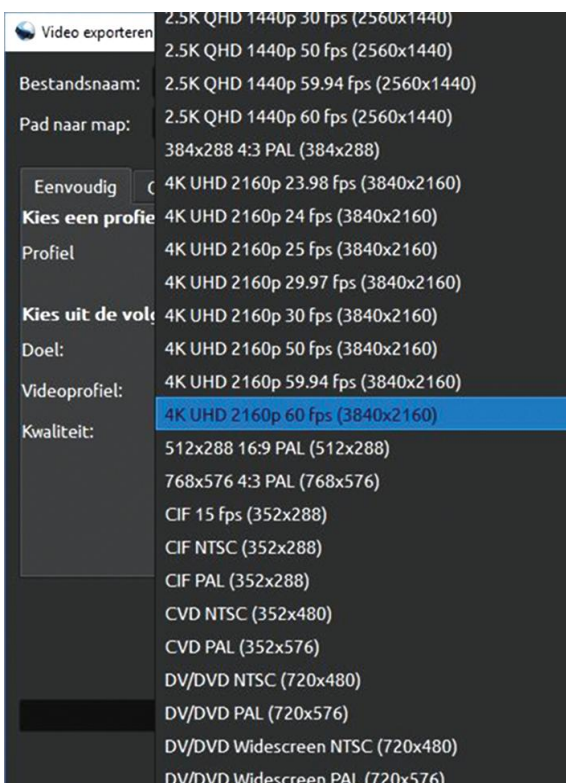 Video exporteren
Bestandsnaam:
Pad naar map:
Eenvoudig
Kies een profie
Profiel
Kies uit de volg
Doel:
Videoprofiel:
Kwaliteit:
2.5K QHD 1440p 30 fps (2560x1440)
2.5K QHD 1440p 50 fps (2560x1440)
2.5K QHD 1440p 59.94 fps (2560x1440)
2.5K QHD 1440p 60 fps (2560x1440)
384x288 4:3 PAL (384x288)
4K UHD 2160p 23.98 fps (3840x2160)
4K UHD 2160p 24 fps (3840x2160)
4K UHD 2160p 25 fps (3840x2160)
4K UHD 2160p 29.97 fps (3840x2160)
4K UHD 2160p 30 fps (3840x2160)
4K UHD 2160p 50 fps (3840x2160)
4K UHD 2160p 59.94 fps (3840x2160)
4K UHD 2160p 60 fps (3840x2160)
512x288 16:9 PAL (512x288)
768x576 4:3 PAL (768x576)
CIF 15 fps (352x288)
CIF NTSC (352x288)
CIF PAL (352x288)
CVD NTSC (352x480)
CVD PAL (352x576)
DV/DVD NTSC (720x480)
DV/DVD PAL (720x576)
DV/DVD Widescreen NTSC (720x480)
DV/DVD Widescreen PAL (720x576)